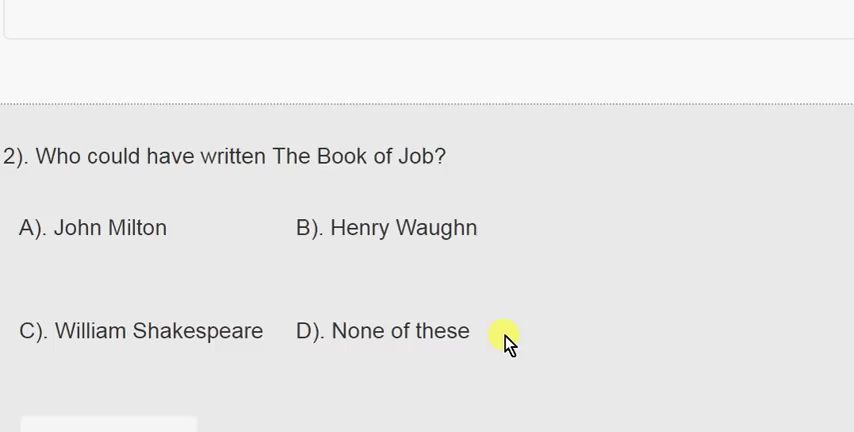 2). Who could have written The Book of Job?
A). John Milton B). Henry Waughn
C). William Shakespeare D). None of these